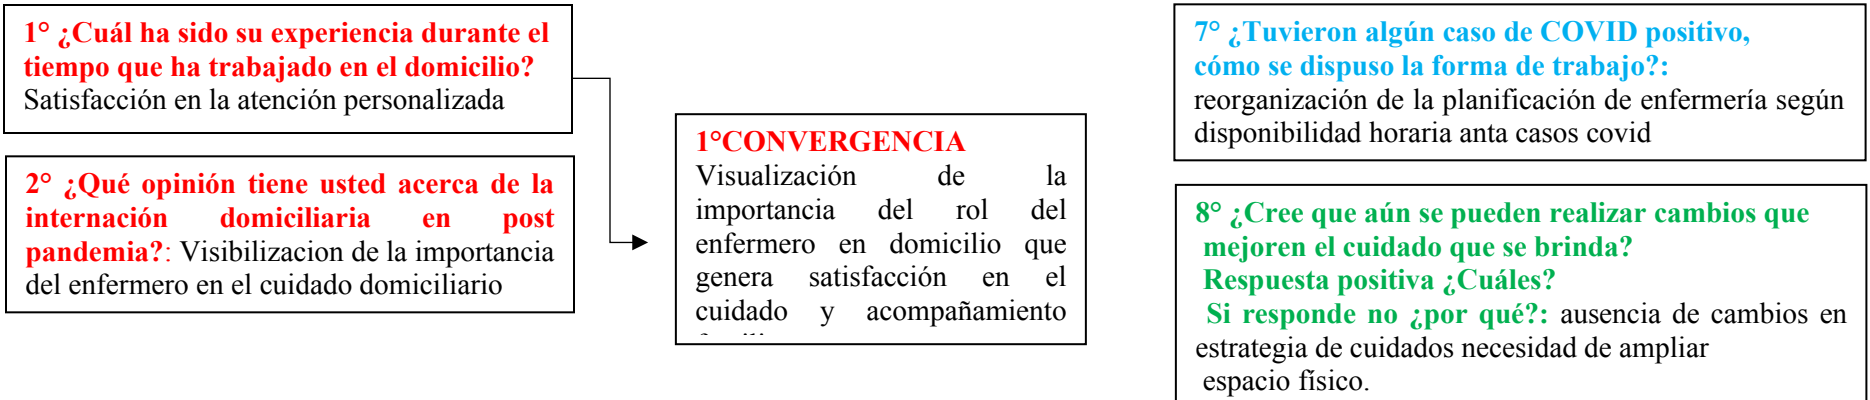 1° ¿Cuál ha sido su experiencia durante el
tiempo que ha trabajado en el domicilio?
Satisfacción en la atención personalizada
2° ¿Qué opinión tiene usted acerca de la
internación domiciliaria en post
pandemia?: Visibilizacion de la importancia
del enfermero en el cuidado domiciliario
1°CONVERGENCIA
Visualización de la
importancia del rol del
enfermero en domicilio que
genera satisfacción en el
cuidado y acompañamiento
7° ¿Tuvieron algún caso de COVID positivo,
cómo se dispuso la forma de trabajo?:
reorganización de la planificación de enfermería según
disponibilidad horaria anta casos covid
8° ¿Cree que aún se pueden realizar cambios que
mejoren el cuidado que se brinda?
Respuesta positiva ¿Cuáles?
Si responde no ¿por qué?: ausencia de cambios en
estrategia de cuidados necesidad de ampliar
espacio físico.